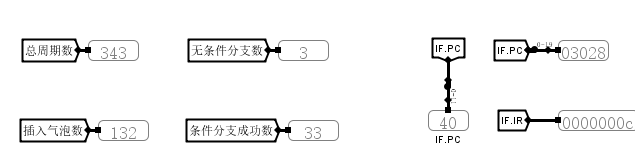 总周期数 343
无条件分支数 3
IF.PC
IF.PC 03028
插入气泡数 132
条件分支成功数 33
40
IF.PC
IF.IR 0000000c